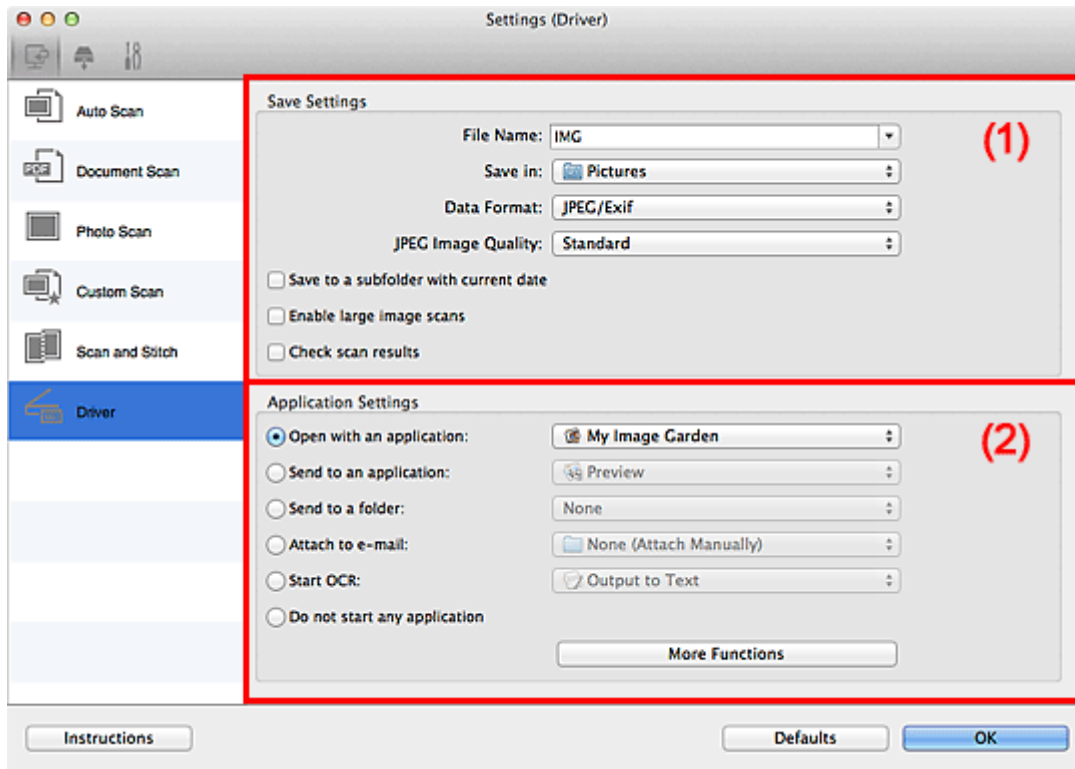 Settings (Driver)
Auto Scan
Document Scan
Photo Scan
Custom Scan
Scan and Stitch
Driver
Save Settings
(1)
File Name: IMG
Save in: Pictures
Data Format: JPEG/Exif
JPEG Image Quality: Standard
Save to a subfolder with current date
Enable large image scans
Check scan results
Application Settings
(2)
Open with an application: My Image Garden
Send to an application: Preview
Send to a folder: None
Attach to e-mail: None (Attach Manually)
Start OCR: Output to Text
Do not start any application
More Functions
Instructions
Defaults
OK